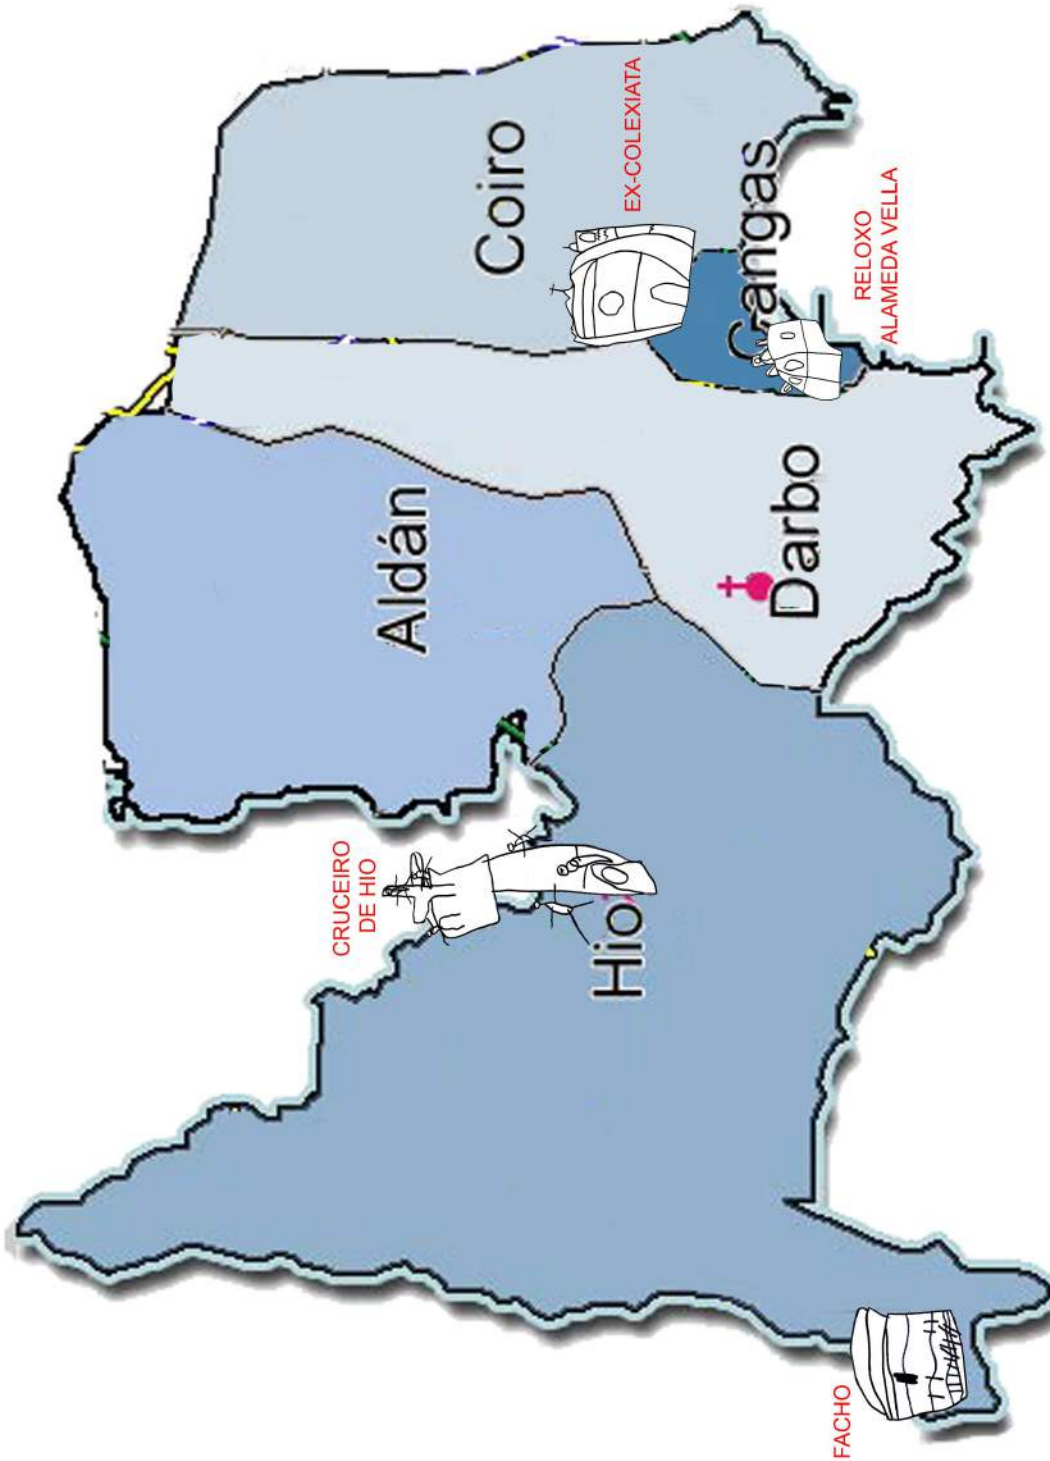 CRUCEIRO
DE HIO
Aldán
Coiro
EX-COLEXIATA
Hio
Darbo
Cangas
FACHO
RELOXO
ALAMEDA VELLA